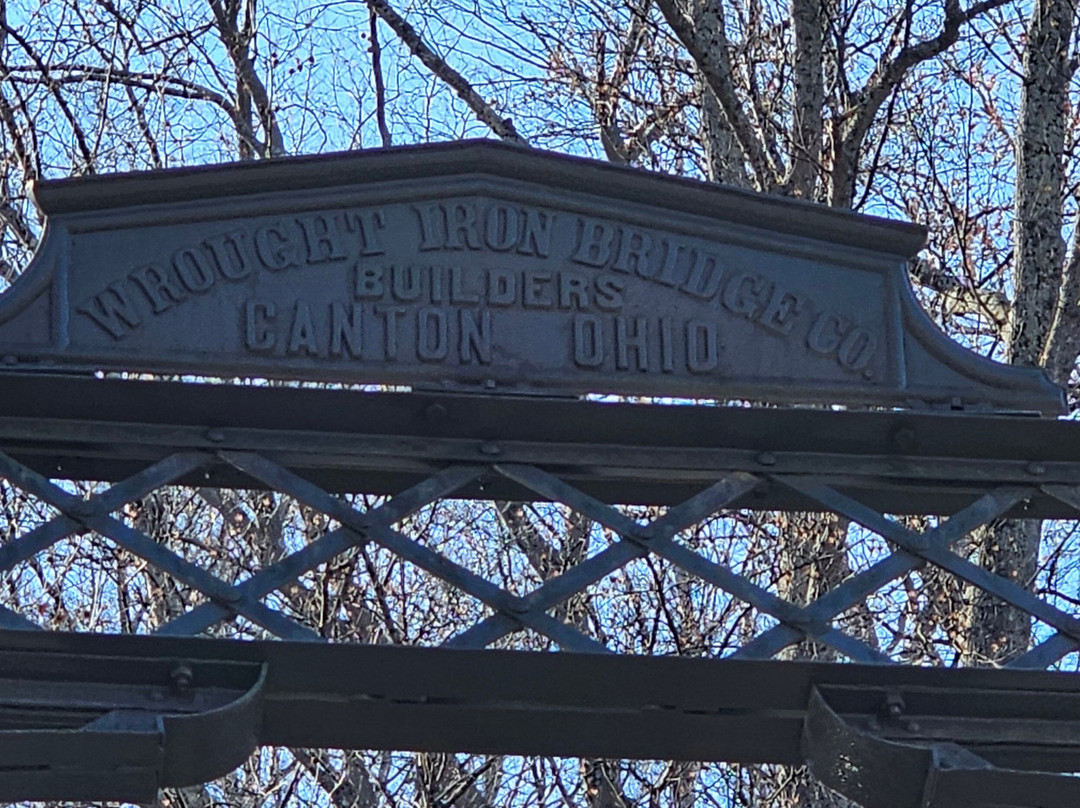 WROUGHT IRON BRIDGE CO.
BUILDERS
CANTON OHIO